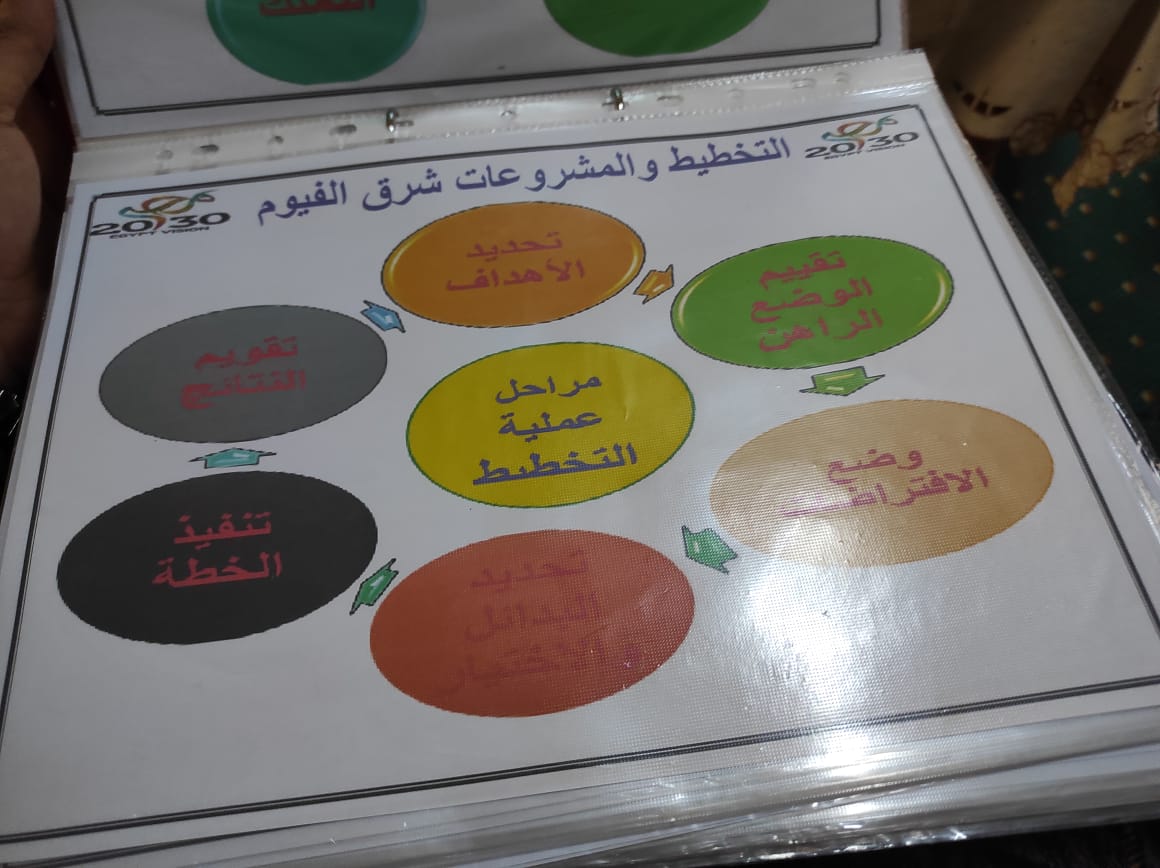 التخطيط والمشروعات شرق الفيوم
2030
EGYPT VISION
2030
EGYPT VISION
تحديد
الأهداف
تقييم
الوضع
الراهن
وضع
الافتراضات
تحديد
البدائل
والاختيار
تنفيذ
الخطة
تقويم
النتائج
مراحل
عملية
التخطيط